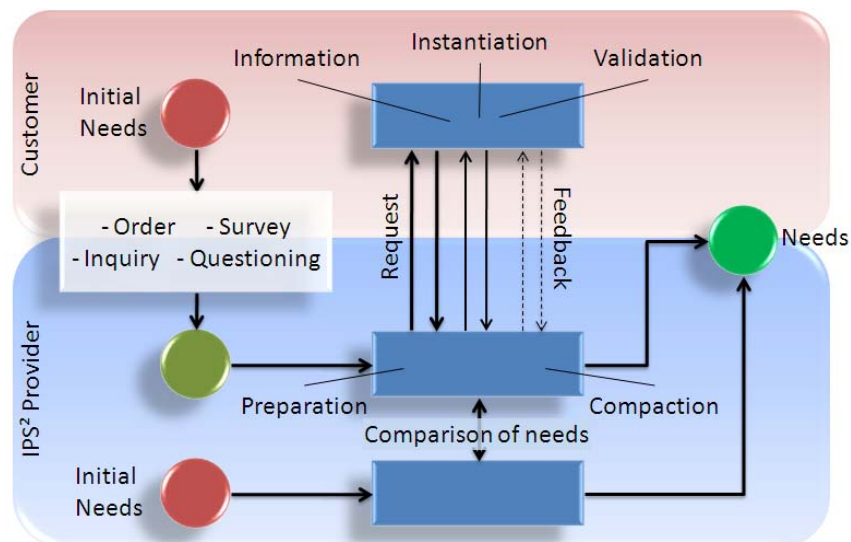 Customer
Instantiation
Information
Validation
Initial
Needs
- Order - Survey
- Inquiry - Questioning
Request
Feedback
Needs
IPS² Provider
Preparation
Compaction
Comparison of needs
Initial
Needs